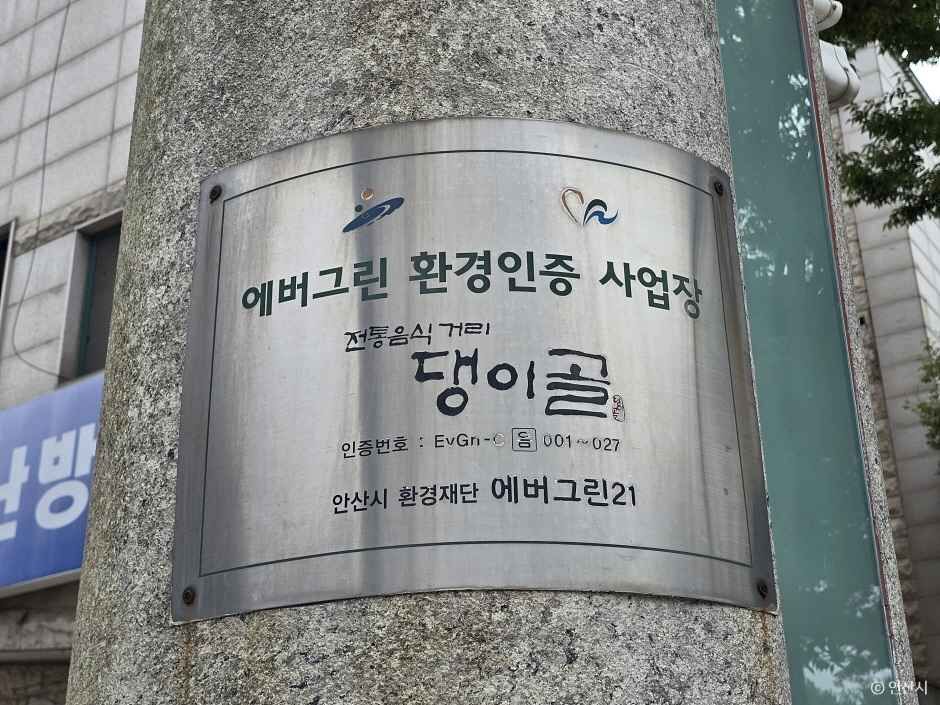 에버그린 환경인증 사업장
전통음식 거리
댕이골
인증번호 : EvGrn-C 음 001~027
안산시 환경재단 에버그린21
방
© 안산시